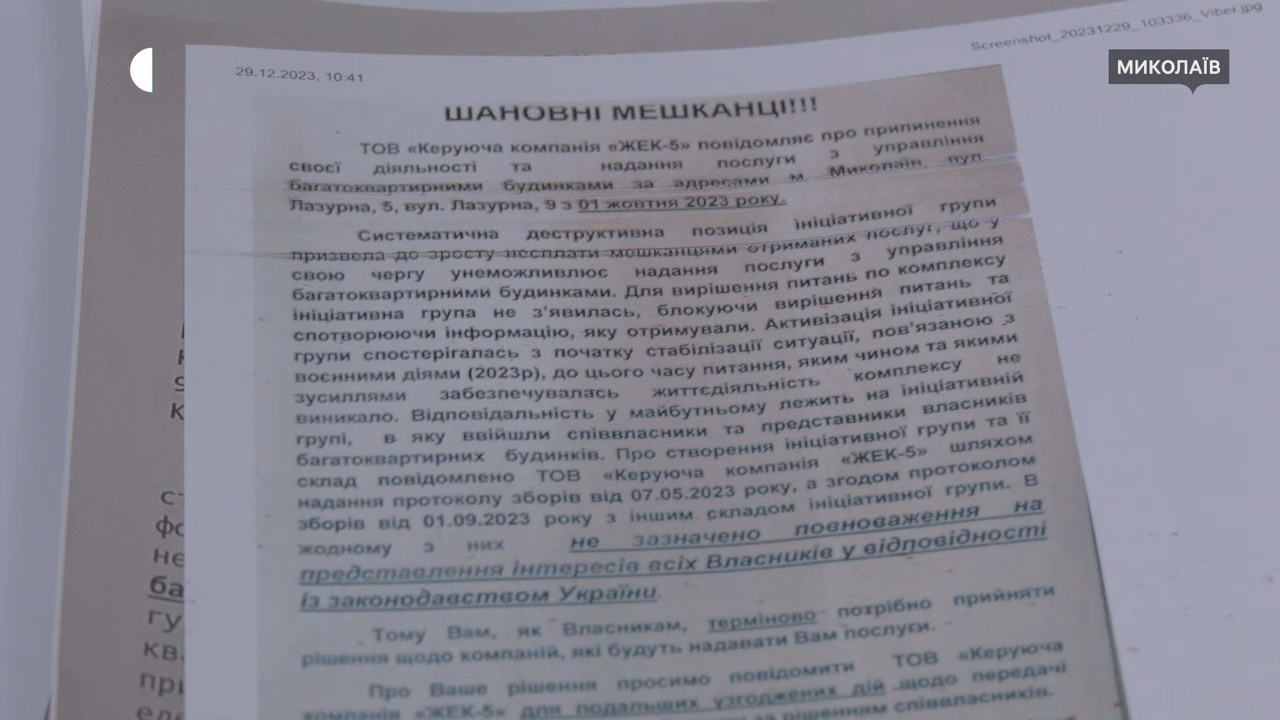 Screenshot_20231229_103336_Viber.jpg
29.12.2023, 10:41
МИКОЛАЇВ
ШАНОВНІ МЕШКАНЦІ!!!
ТОВ «Керуюча компанія «ЖЕК-5» повідомляє про припинення
своєї діяльності та надання послуги з управління
багатоквартирними будинками за адресами м. Миколаїв, вул.
Лазурна, 5, вул. Лазурна, 9 з 01 жовтня 2023 року.
Систематична деструктивна позиція ініціативної групи
призвела до зросту несплати мешканцями отриманих послуг, що у
свою чергу унеможливлює надання послуги з управління
багатоквартирними будинками. Для вирішення питань по комплексу
ініціативна група не з’явилась, блокуючи вирішення питань та
спотворюючи інформацію, яку отримували. Активізація ініціативної
групи спостерігалась з початку стабілізації ситуації, пов’язаною з
воєнними діями (2023р), до цього часу питання, яким чином та якими
зусиллями забезпечувалась життєдіяльність комплексу не
виникало. Відповідальність у майбутньому лежить на ініціативній
групі, в яку ввійшли співвласники та представники власників
багатоквартирних будинків. Про створення ініціативної групи та її
склад повідомлено ТОВ «Керуюча компанія «ЖЕК-5» шляхом
надання протоколу зборів від 07.05.2023 року, а згодом протоколом
зборів від 01.09.2023 року з іншим складом ініціативної групи. В
жодному з них не зазначено повноваження на
представлення інтересів всіх Власників у відповідності
із законодавством України.
Тому Вам, як Власникам, терміново потрібно прийняти
рішення щодо компаній, які будуть надавати Вам послуги.
Про Ваше рішення просимо повідомити ТОВ «Керуюча
компанія «ЖЕК-5» для подальших узгоджених дій щодо передачі
за рішенням співвласників.